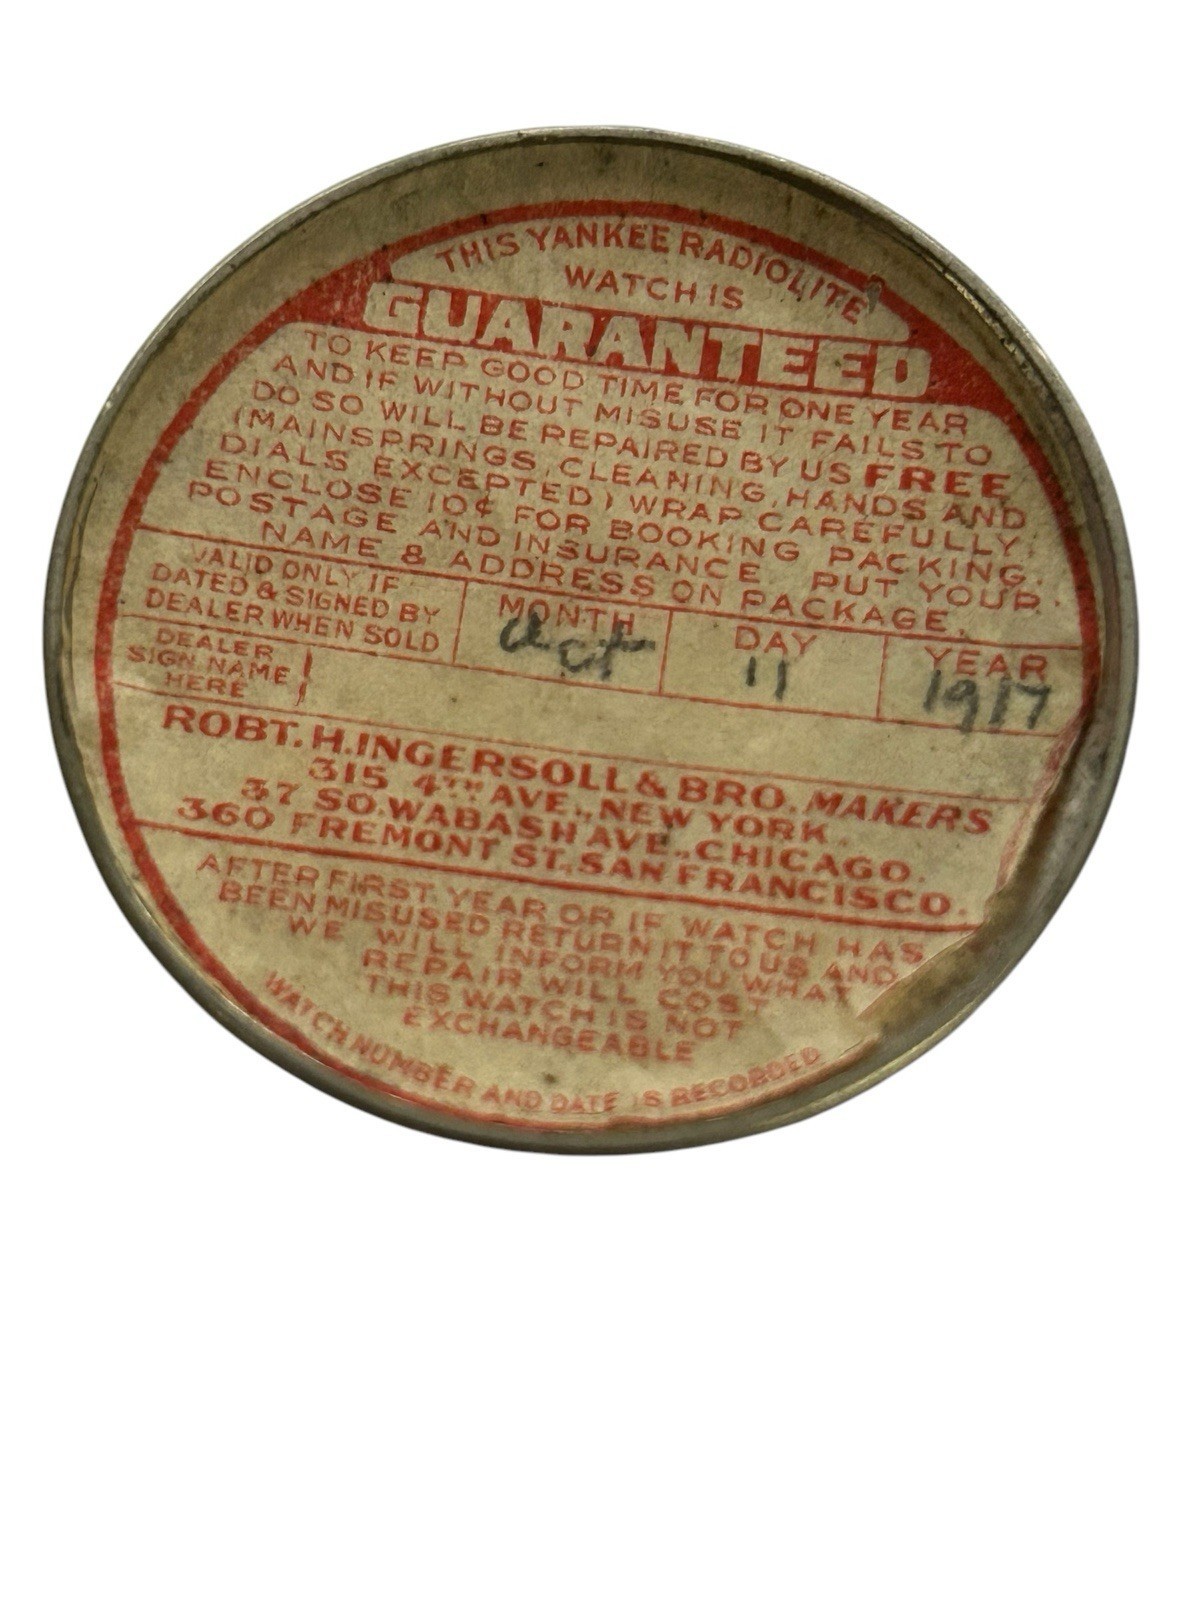 THIS YANKEE RADIOLITE
WATCH IS
GUARANTEED
TO KEEP GOOD TIME FOR ONE YEAR
AND IF WITHOUT MISUSE IT FAILS TO
DO SO WILL BE REPAIRED BY US FREE
(MAINSPRINGS, CLEANING, HANDS AND
DIALS EXCEPTED) WRAP CAREFULLY
ENCLOSE 10¢ FOR BOOKING PACKING.
POSTAGE AND INSURANCE PUT YOUR
NAME & ADDRESS ON PACKAGE.
VALID ONLY IF
DATED & SIGNED BY
DEALER WHEN SOLD
MONTH
Oct
DAY
11
YEAR
1917
DEALER
SIGN NAME
HERE
ROBT. H. INGERSOLL & BRO. MAKERS
315 4TH AVE., NEW YORK.
37 SO. WABASH AVE., CHICAGO.
360 FREMONT ST., SAN FRANCISCO.
AFTER FIRST YEAR OR IF WATCH HAS
BEEN MISUSED RETURN IT TO US AND
WE WILL INFORM YOU WHAT
REPAIR WILL COST
THIS WATCH IS NOT
EXCHANGEABLE
WATCH NUMBER AND DATE IS RECORDED